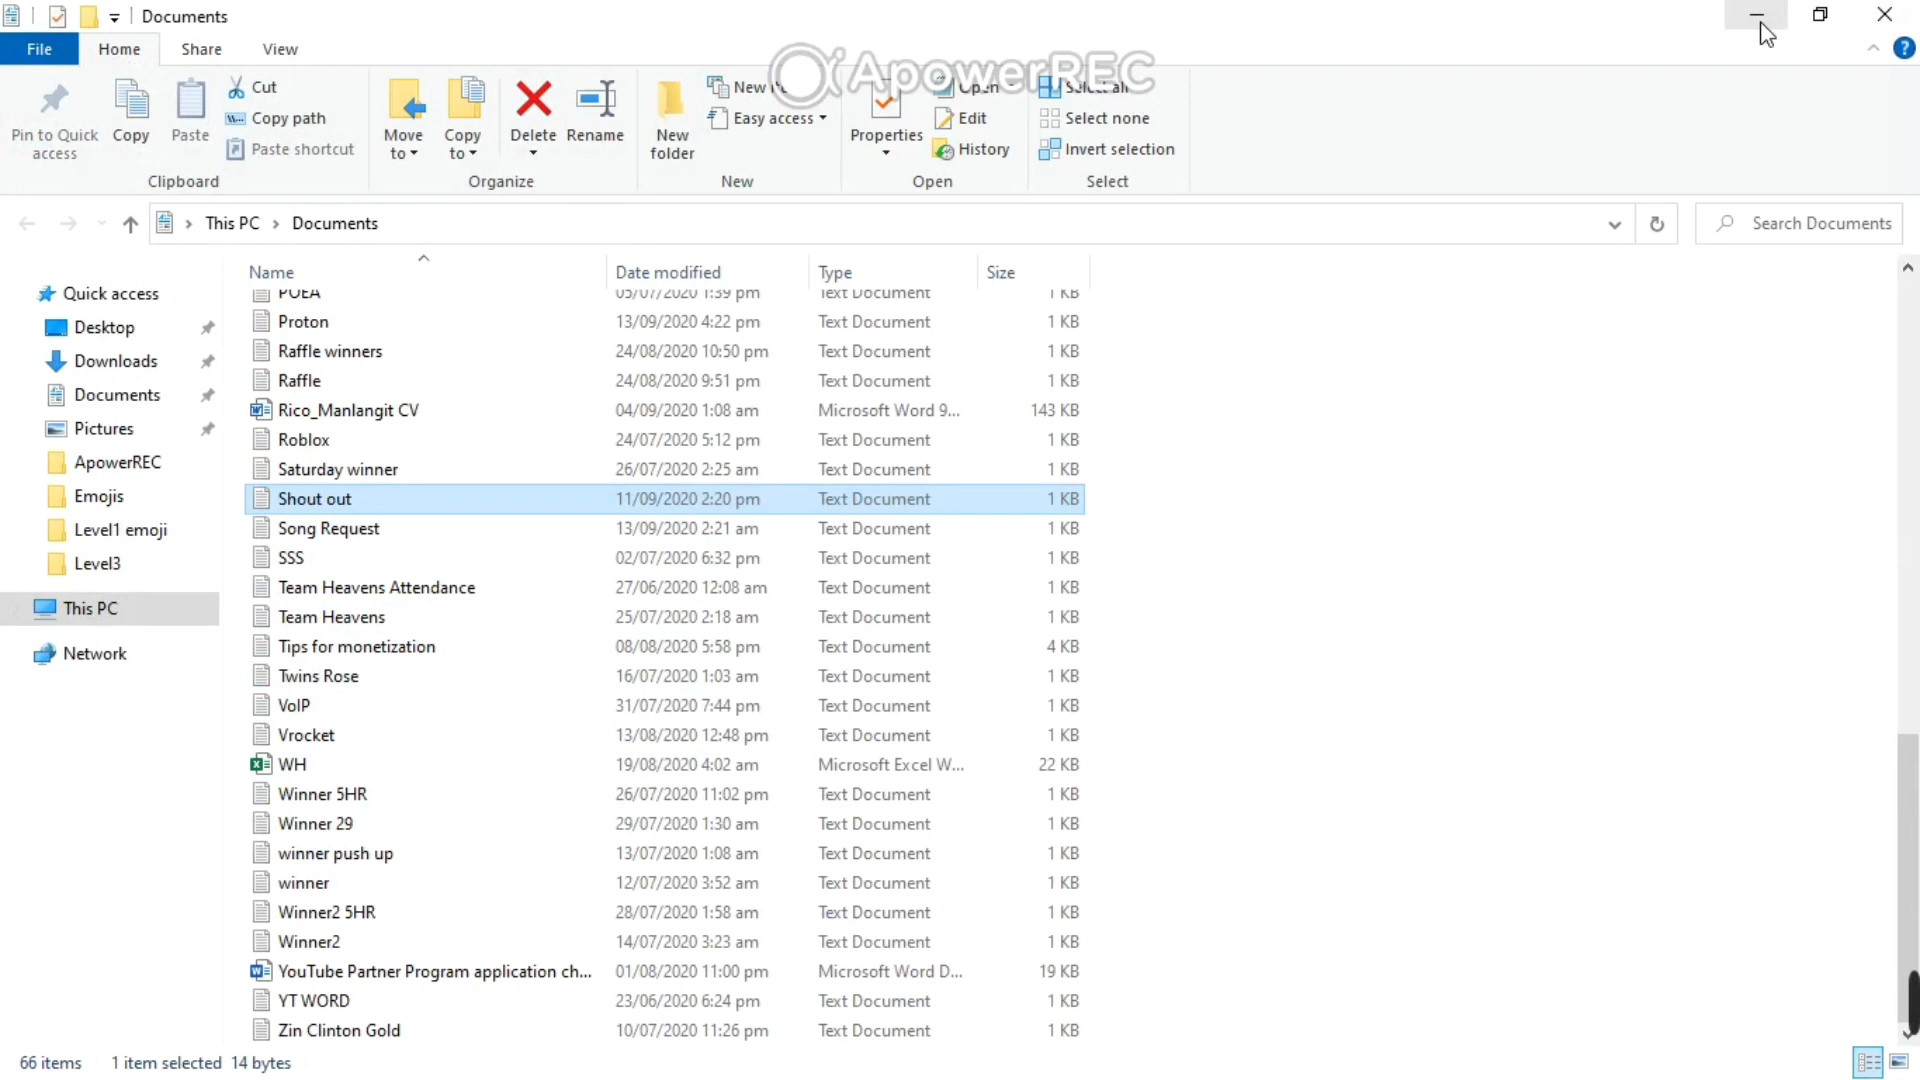 Documents
File Home Share View
ApowerREC
Pin to Quick access
Copy
Paste
Cut
Copy path
Paste shortcut
Clipboard
Move to
Copy to
Delete
Rename
Organize
New folder
New
Easy access
New
Properties
Open
Edit
History
Open
Select all
Select none
Invert selection
Select
This PC > Documents
Search Documents
Quick access
Desktop
Downloads
Documents
Pictures
ApowerREC
Emojis
Level1 emoji
Level3
This PC
Network
Name Date modified Type Size
POEA 05/07/2020 1:39 pm Text Document 1 KB
Proton 13/09/2020 4:22 pm Text Document 1 KB
Raffle winners 24/08/2020 10:50 pm Text Document 1 KB
Raffle 24/08/2020 9:51 pm Text Document 1 KB
Rico_Manlangit CV 04/09/2020 1:08 am Microsoft Word 9... 143 KB
Roblox 24/07/2020 5:12 pm Text Document 1 KB
Saturday winner 26/07/2020 2:25 am Text Document 1 KB
Shout out 11/09/2020 2:20 pm Text Document 1 KB
Song Request 13/09/2020 2:21 am Text Document 1 KB
SSS 02/07/2020 6:32 pm Text Document 1 KB
Team Heavens Attendance 27/06/2020 12:08 am Text Document 1 KB
Team Heavens 25/07/2020 2:18 am Text Document 1 KB
Tips for monetization 08/08/2020 5:58 pm Text Document 4 KB
Twins Rose 16/07/2020 1:03 am Text Document 1 KB
VoIP 31/07/2020 7:44 pm Text Document 1 KB
Vrocket 13/08/2020 12:48 pm Text Document 1 KB
WH 19/08/2020 4:02 am Microsoft Excel W... 22 KB
Winner 5HR 26/07/2020 11:02 pm Text Document 1 KB
Winner 29 29/07/2020 1:30 am Text Document 1 KB
winner push up 13/07/2020 1:08 am Text Document 1 KB
winner 12/07/2020 3:52 am Text Document 1 KB
Winner2 5HR 28/07/2020 1:58 am Text Document 1 KB
Winner2 14/07/2020 3:23 am Text Document 1 KB
YouTube Partner Program application ch... 01/08/2020 11:00 pm Microsoft Word D... 19 KB
YT WORD 23/06/2020 6:24 pm Text Document 1 KB
Zin Clinton Gold 10/07/2020 11:26 pm Text Document 1 KB
66 items 1 item selected 14 bytes